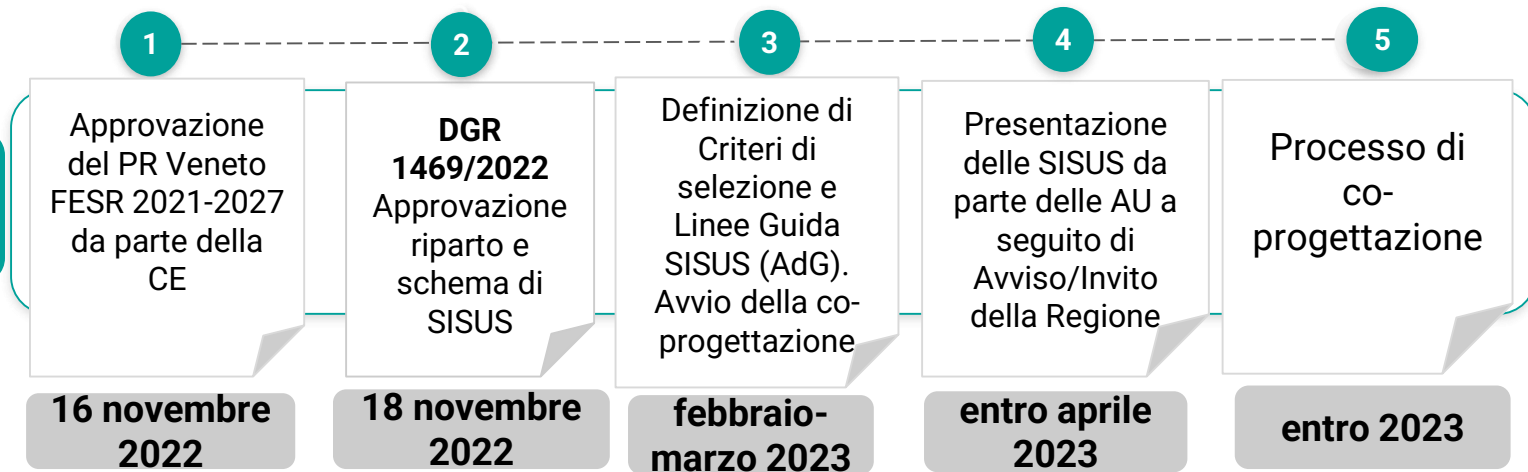 1
Approvazione
del PR Veneto
FESR 2021-2027
da parte della
CE
16 novembre
2022
2
DGR
1469/2022
Approvazione
riparto e
schema di
SISUS
18 novembre
2022
3
Definizione di
Criteri di
selezione e
Linee Guida
SISUS (AdG).
Avvio della co-
progettazione
febbraio-
marzo 2023
4
Presentazione
delle SISUS da
parte delle AU a
seguito di
Avviso/Invito
della Regione
entro aprile
2023
5
Processo di
co-
progettazione
entro 2023